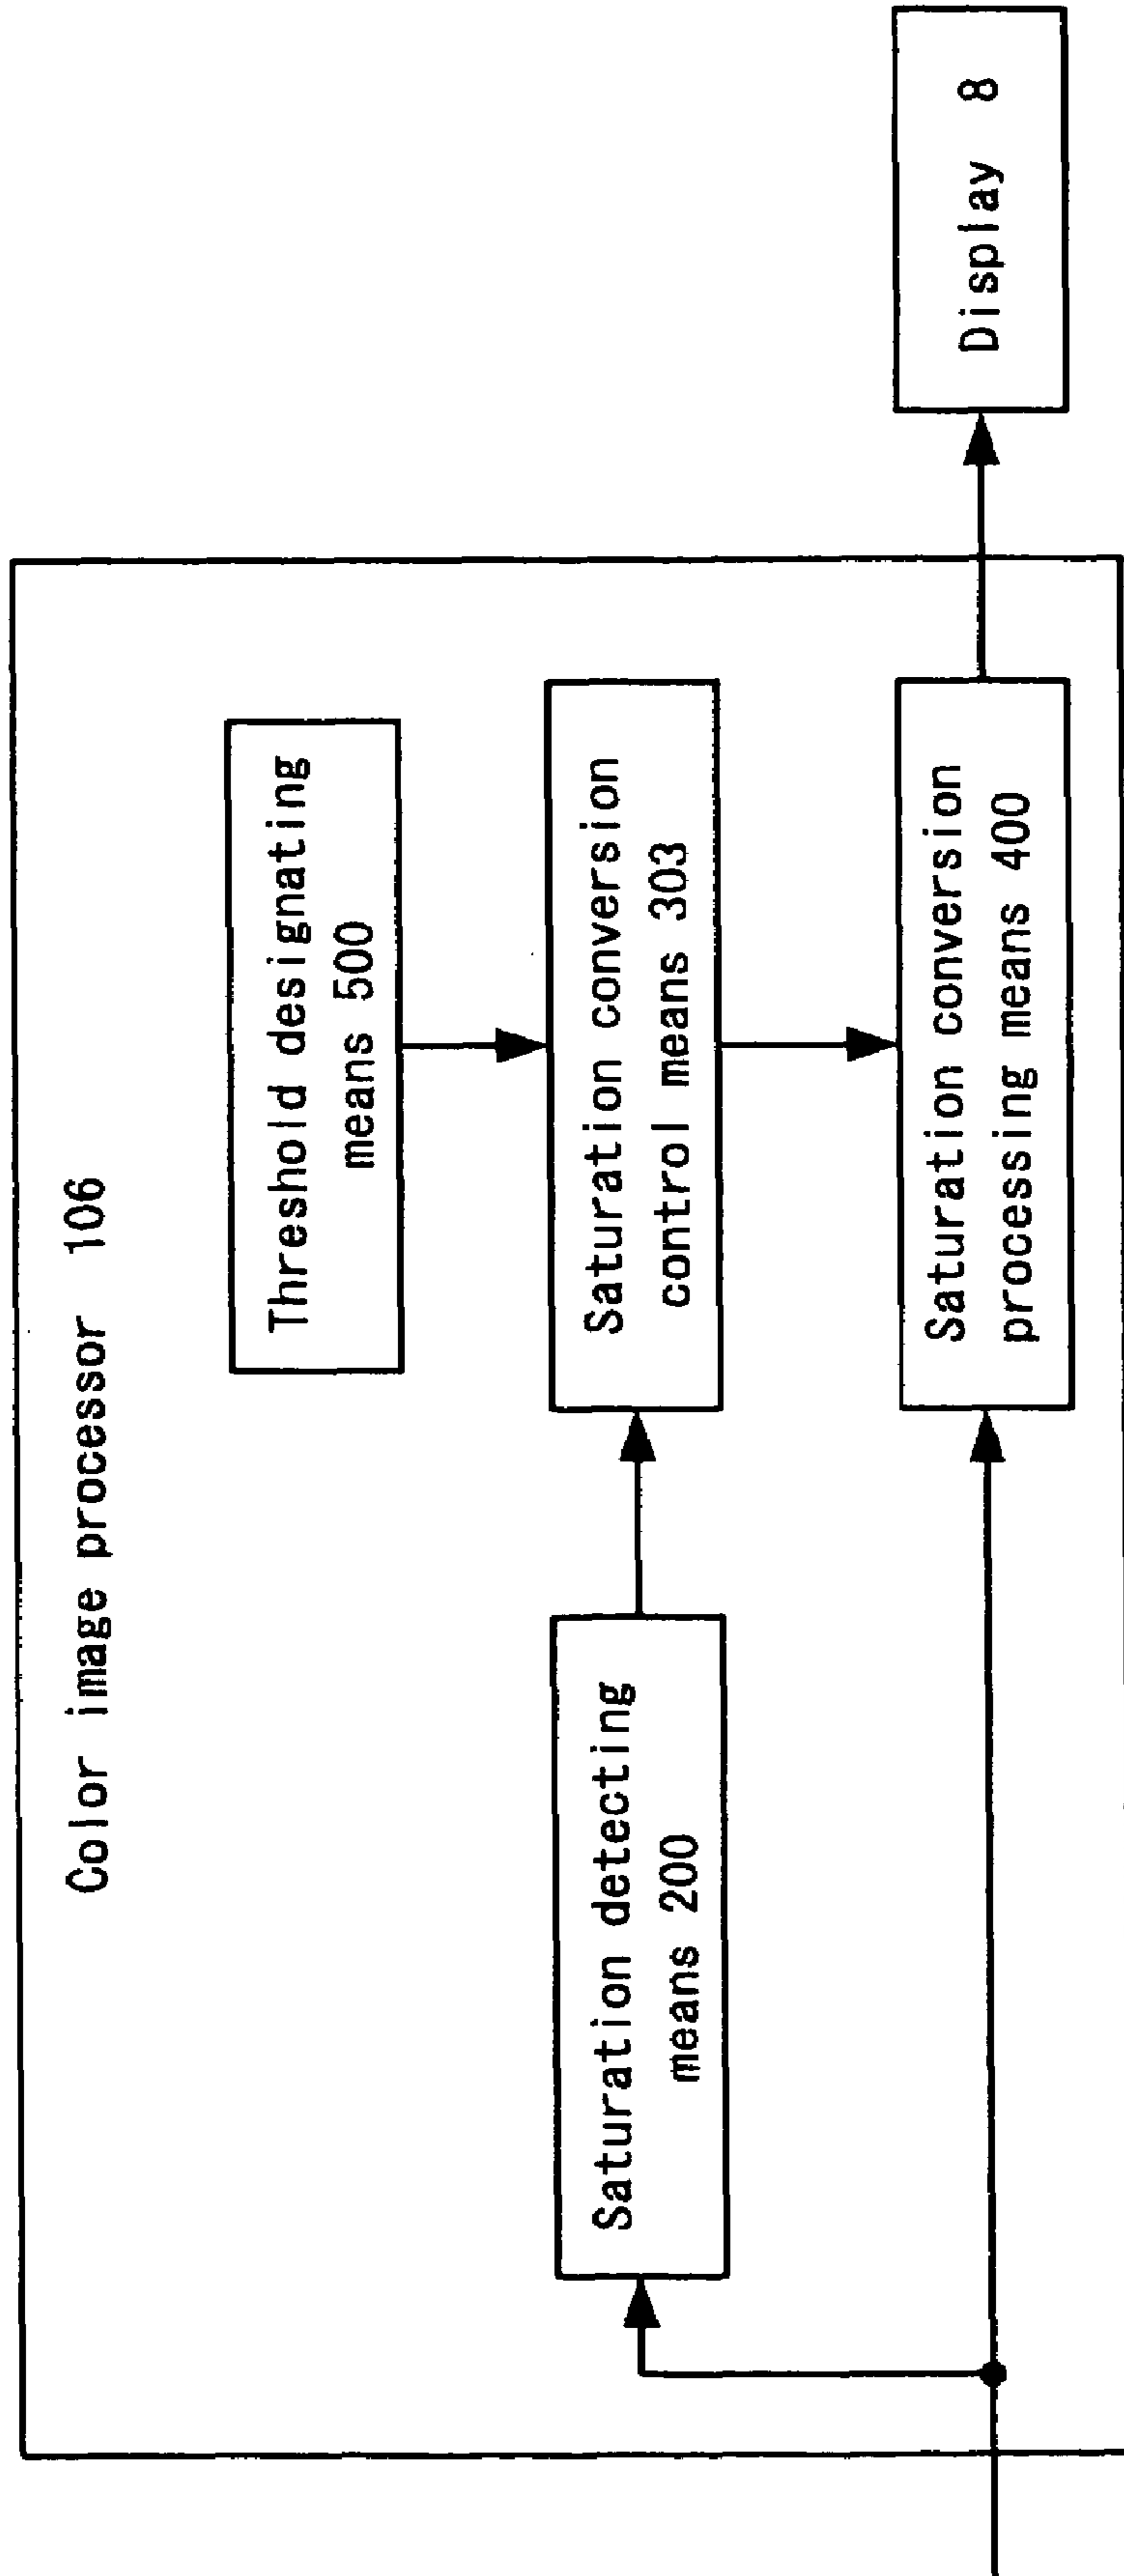 Color image processor 106
Threshold designating
means 500
Saturation detecting
means 200
Saturation conversion
control means 303
Saturation conversion
processing means 400
Display 8